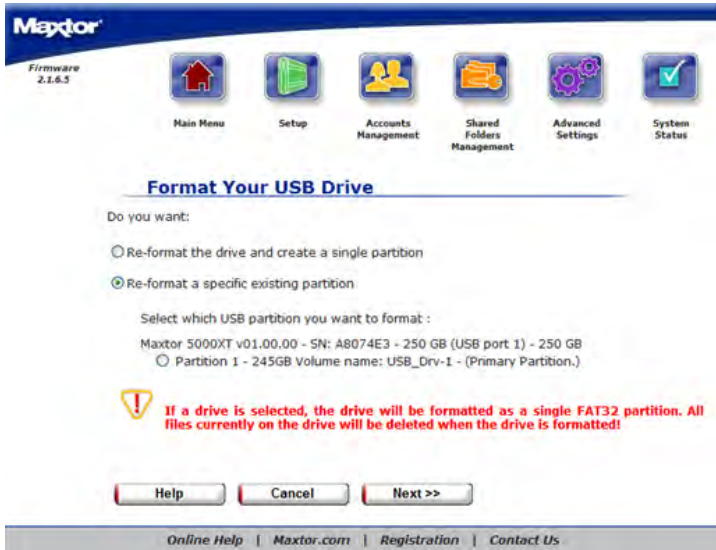 Maxtor
Firmware
2.1.6.5
Main Menu
Setup
Accounts
Management
Shared
Folders
Management
Advanced
Settings
System
Status
Format Your USB Drive
Do you want:
Re-format the drive and create a single partition
Re-format a specific existing partition
Select which USB partition you want to format :
Maxtor 5000XT v01.00.00 - SN: A8074E3 - 250 GB (USB port 1) - 250 GB
Partition 1 - 245GB Volume name: USB_Drv-1 - (Primary Partition.)
If a drive is selected, the drive will be formatted as a single FAT32 partition. All
files currently on the drive will be deleted when the drive is formatted!
Help Cancel Next >>
Online Help | Maxtor.com | Registration | Contact Us